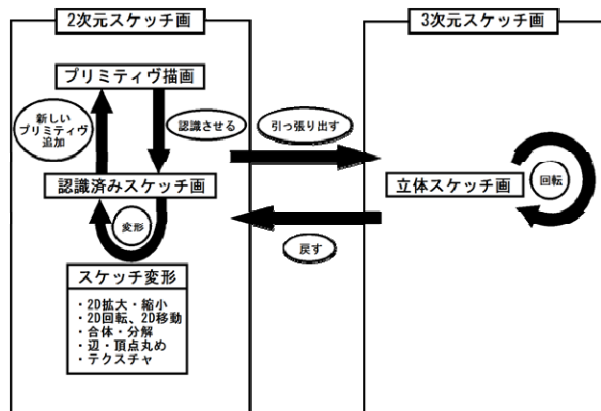 2次元スケッチ画
3次元スケッチ画
プリミティヴ描画
新しい
プリミティヴ
追加
認識させる
引っ張り出す
認識済みスケッチ画
立体スケッチ画
回転
変形
戻す
スケッチ変形
・2D拡大・縮小
・2D回転、2D移動
・合体・分解
・辺・頂点丸め
・テクスチャ